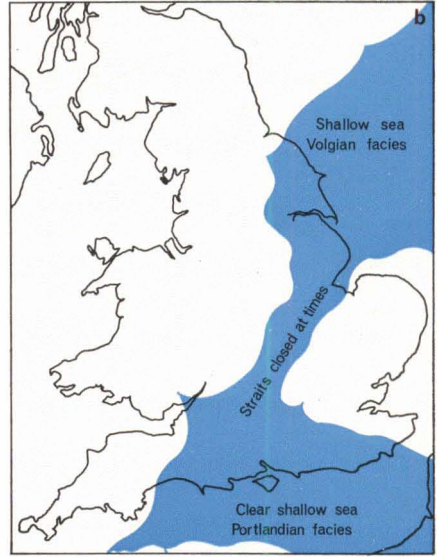 b
Shallow sea
Volgian facies
Straits closed at times
Clear shallow sea
Portlandian facies